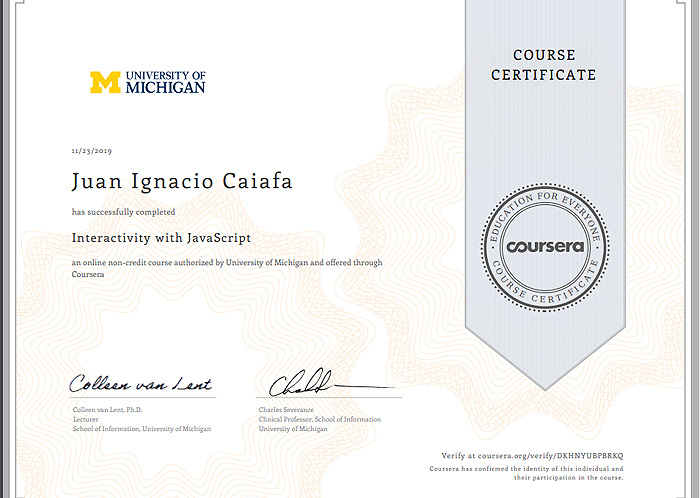 UNIVERSITY OF
MICHIGAN
COURSE
CERTIFICATE
11/23/2019
Juan Ignacio Caiafa
has successfully completed
Interactivity with JavaScript
an online non-credit course authorized by University of Michigan and offered through
Coursera
EDUCATION FOR EVERYONE
coursera
COURSE CERTIFICATE
Colleen van Lent
Colleen van Lent, Ph.D.
Lecturer
School of Information, University of Michigan
Charles Severance
Clinical Professor, School of Information
University of Michigan
Verify at coursera.org/verify/DKHNYUBPBRKQ
Coursera has confirmed the identity of this individual and
their participation in the course.